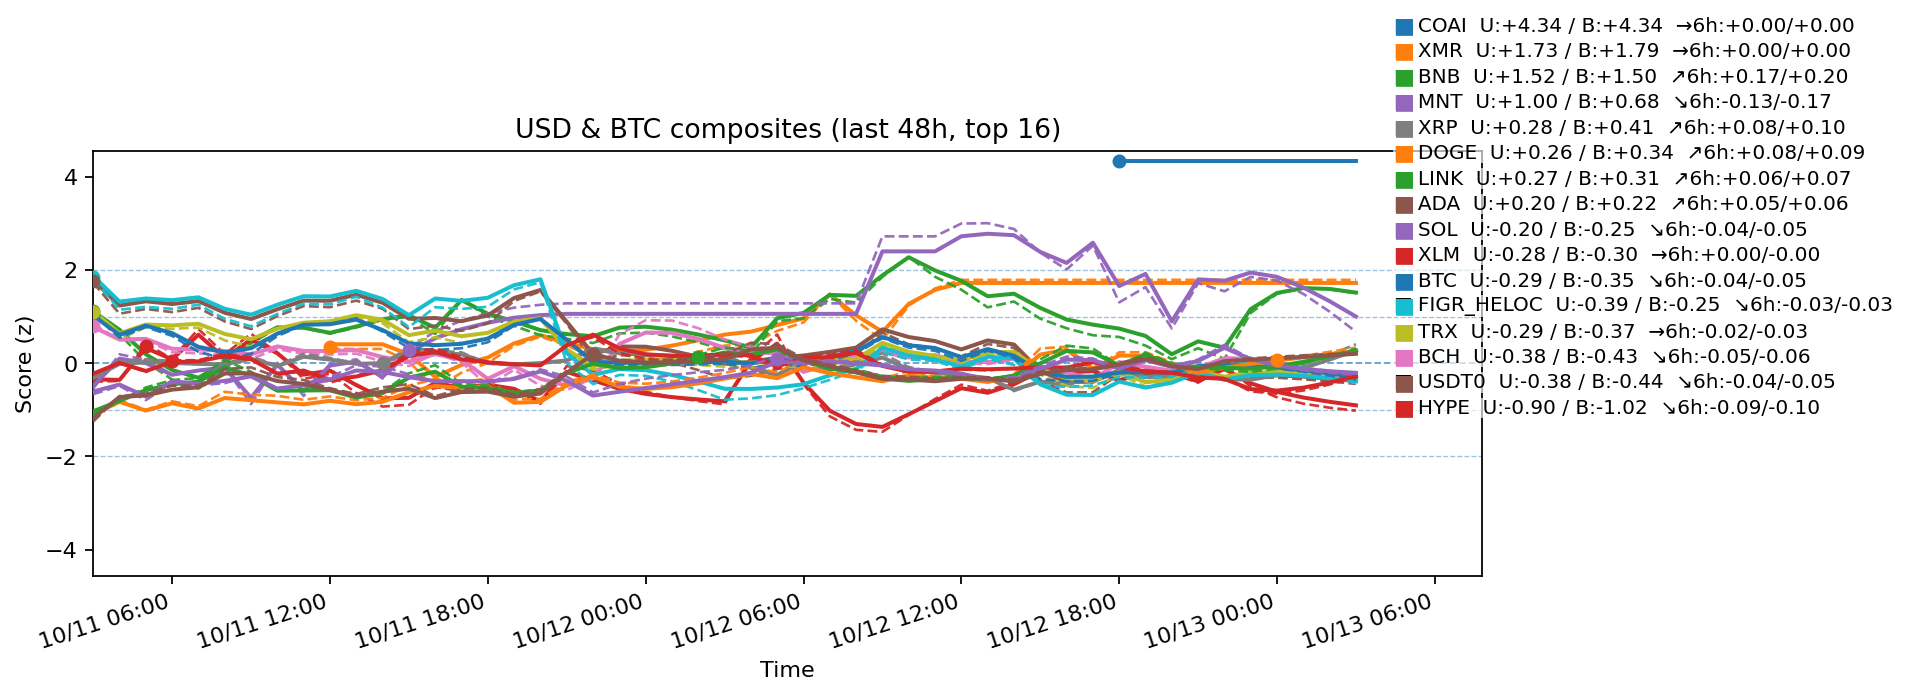 COAI  U:+4.34 / B:+4.34  →6h:+0.00/+0.00
XMR  U:+1.73 / B:+1.79  →6h:+0.00/+0.00
BNB  U:+1.52 / B:+1.50  ↗6h:+0.17/+0.20
MNT  U:+1.00 / B:+0.68  ↘6h:-0.13/-0.17
XRP  U:+0.28 / B:+0.41  ↗6h:+0.08/+0.10
DOGE  U:+0.26 / B:+0.34  ↗6h:+0.08/+0.09
LINK  U:+0.27 / B:+0.31  ↗6h:+0.06/+0.07
ADA  U:+0.20 / B:+0.22  ↗6h:+0.05/+0.06
SOL  U:-0.20 / B:-0.25  ↘6h:-0.04/-0.05
XLM  U:-0.28 / B:-0.30  →6h:+0.00/-0.00
BTC  U:-0.29 / B:-0.35  ↘6h:-0.04/-0.05
FIGR_HELOC  U:-0.39 / B:-0.25  ↘6h:-0.03/-0.03
TRX  U:-0.29 / B:-0.37  →6h:-0.02/-0.03
BCH  U:-0.38 / B:-0.43  ↘6h:-0.05/-0.06
USDT0  U:-0.38 / B:-0.44  ↘6h:-0.04/-0.05
HYPE  U:-0.90 / B:-1.02  ↘6h:-0.09/-0.10
USD & BTC composites (last 48h, top 16)
Score (z)
4
2
0
−2
−4
10/11 06:00
10/11 12:00
10/11 18:00
10/12 00:00
10/12 06:00
10/12 12:00
10/12 18:00
10/13 00:00
10/13 06:00
Time